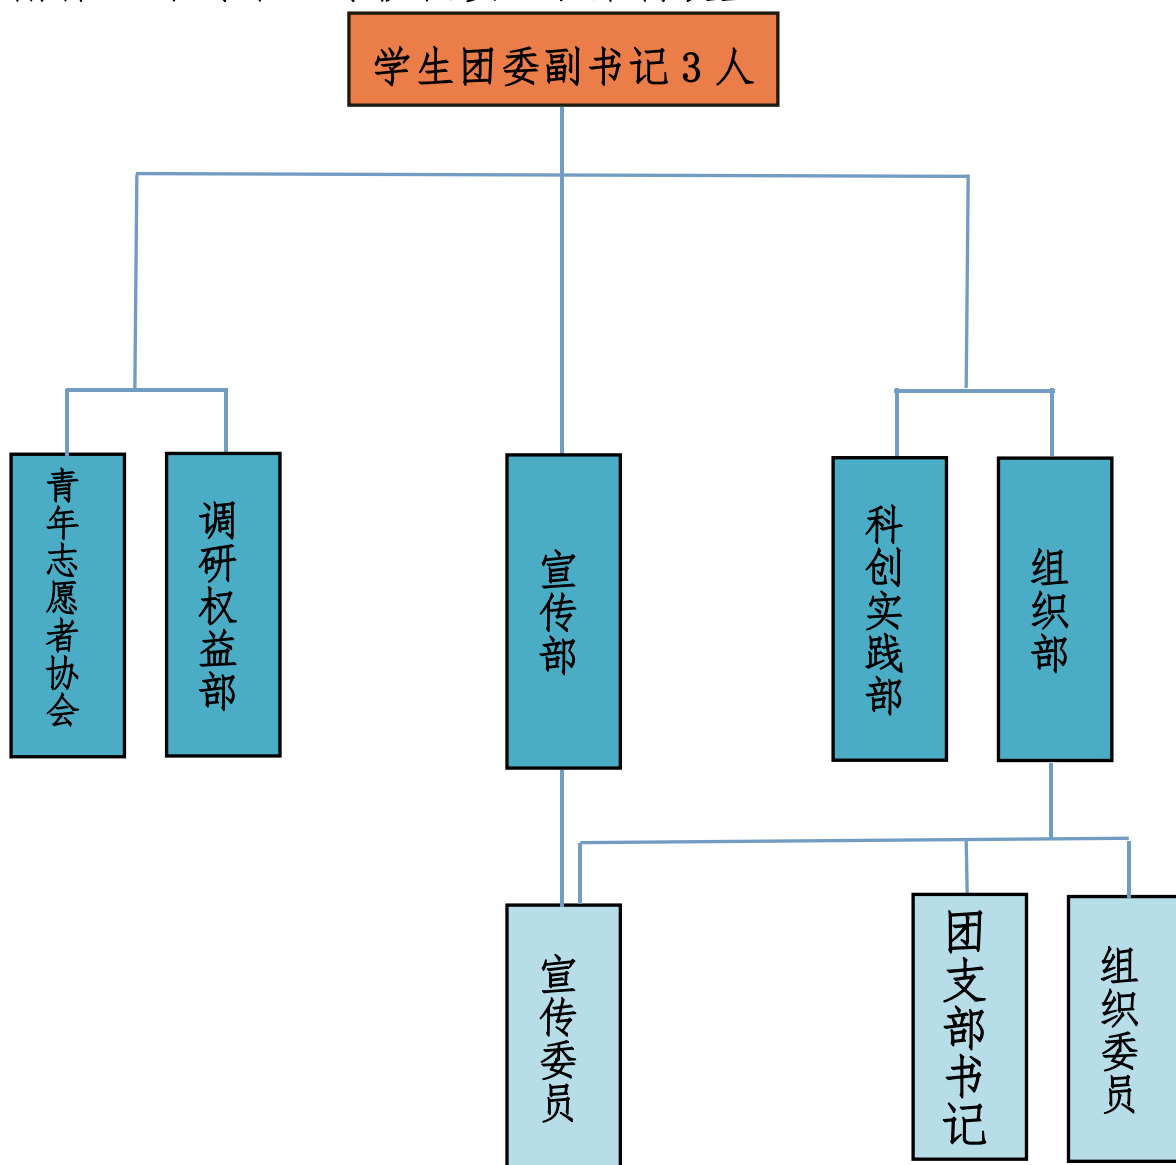 学生团委副书记3人
青年志愿者协会
调研权益部
宣传部
科创实践部
组织部
宣传委员
团支部书记
组织委员